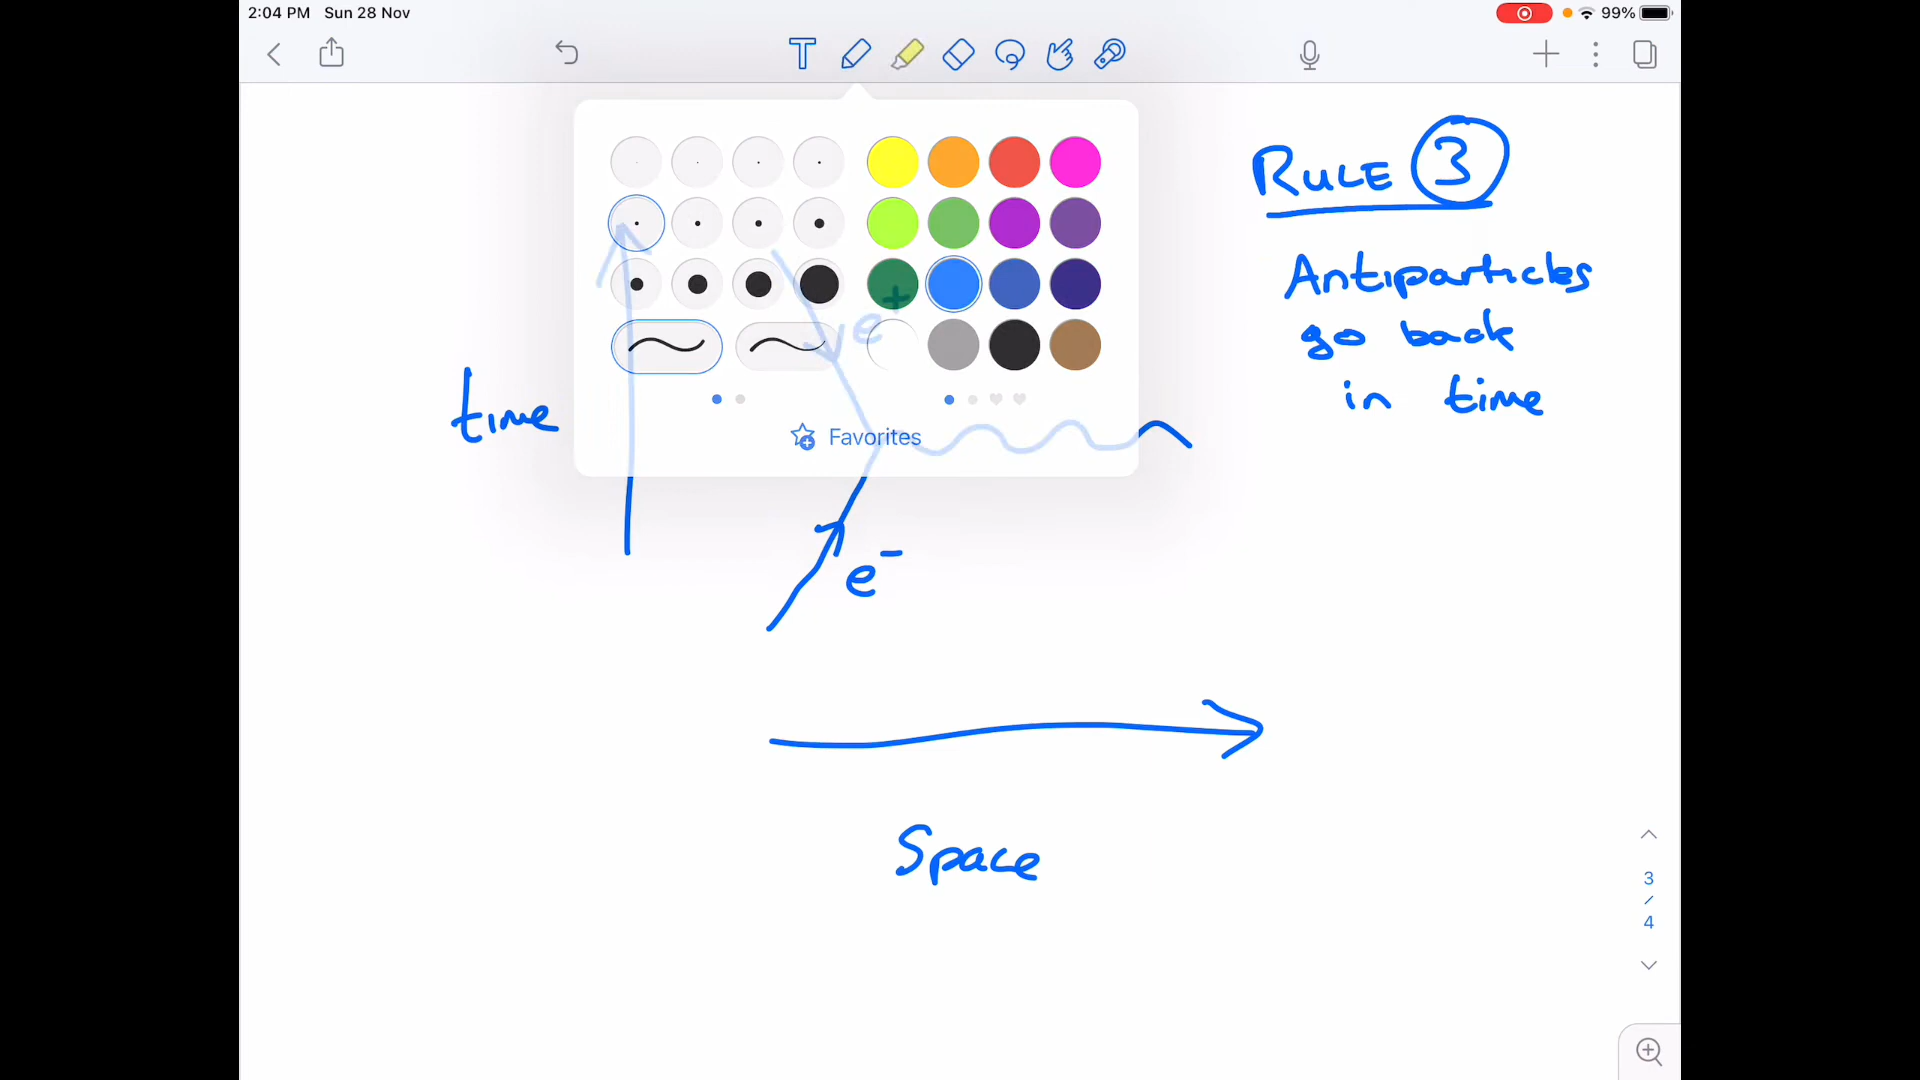 2:04 PM Sun 28 Nov
99%
T
RULE 3
Antiparticles
go back
in time
e+
time
Favorites
e-
Space
3
/
4